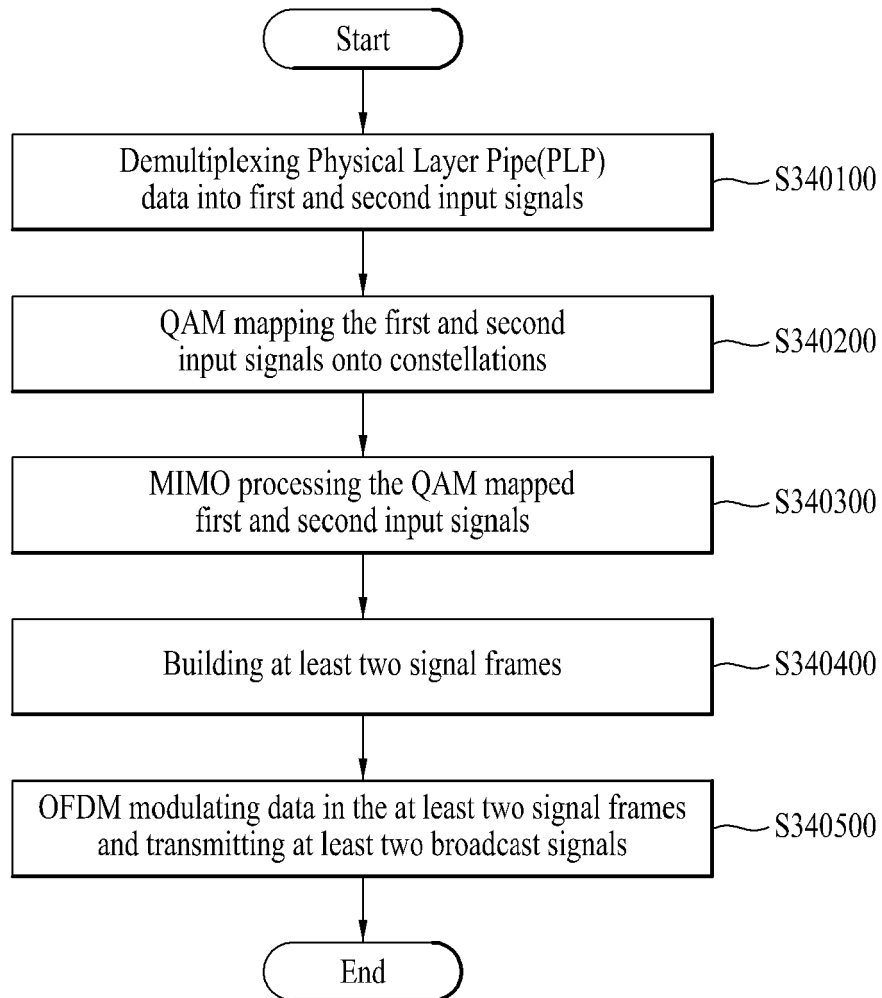 Start
Demultiplexing Physical Layer Pipe(PLP)
data into first and second input signals
S340100
QAM mapping the first and second
input signals onto constellations
S340200
MIMO processing the QAM mapped
first and second input signals
S340300
Building at least two signal frames
S340400
OFDM modulating data in the at least two signal frames
and transmitting at least two broadcast signals
S340500
End